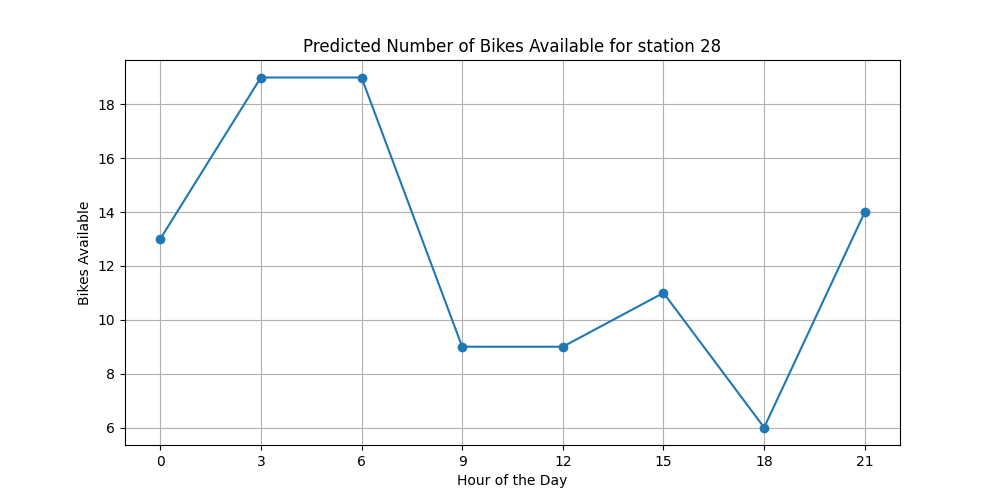 Predicted Number of Bikes Available for station 28
18
16
14
12
10
8
6
Bikes Available
0 3 6 9 12 15 18 21
Hour of the Day